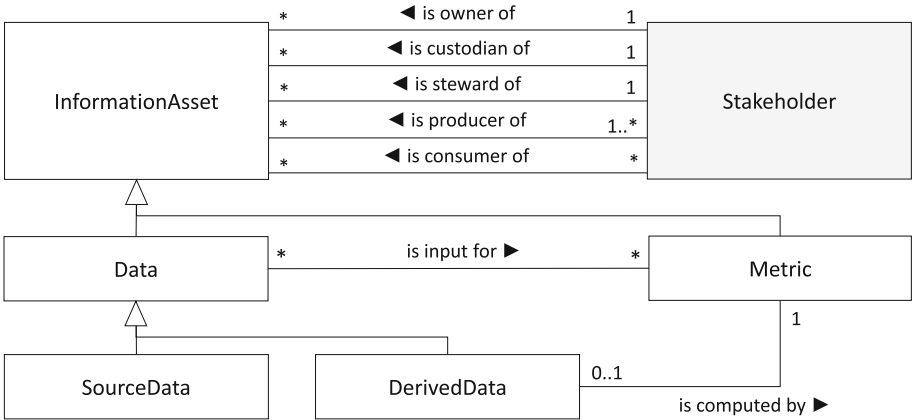 * ◄ is owner of 1
* ◄ is custodian of 1
* ◄ is steward of 1
* ◄ is producer of 1..*
* ◄ is consumer of *
InformationAsset
Stakeholder
* is input for ► *
Data
Metric
1
SourceData
DerivedData
0..1
is computed by ►